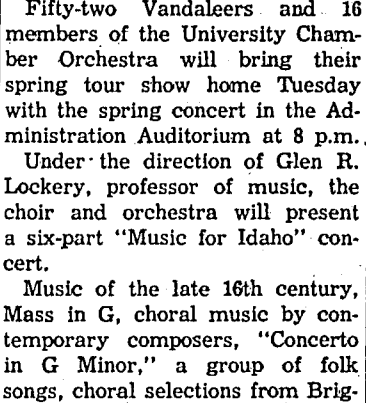 Fifty-two Vandaleers and 16
members of the University Cham-
ber Orchestra will bring their
spring tour show home Tuesday
with the spring concert in the Ad-
ministration Auditorium at 8 p.m.
Under the direction of Glen R.
Lockery, professor of music, the
choir and orchestra will present
a six-part "Music for Idaho" con-
cert.
Music of the late 16th century,
Mass in G, choral music by con-
temporary composers, "Concerto
in G Minor," a group of folk
songs, choral selections from Brig-